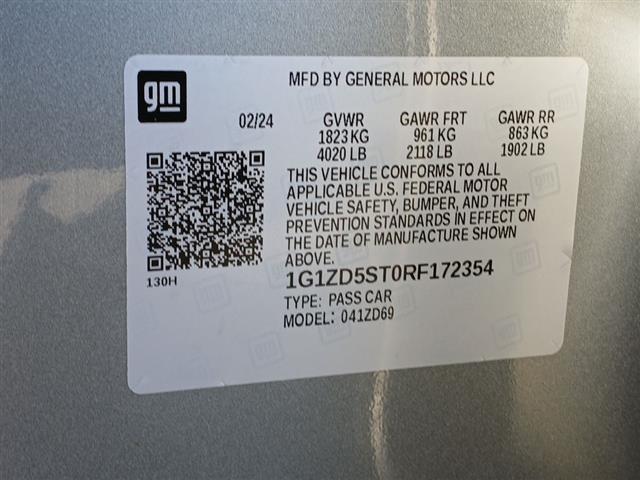 gm
MFD BY GENERAL MOTORS LLC
02/24 GVWR GAWR FRT GAWR RR
1823 KG 961 KG 863 KG
4020 LB 2118 LB 1902 LB
THIS VEHICLE CONFORMS TO ALL
APPLICABLE U.S. FEDERAL MOTOR
VEHICLE SAFETY, BUMPER, AND THEFT
PREVENTION STANDARDS IN EFFECT ON
THE DATE OF MANUFACTURE SHOWN
ABOVE.
130H
1G1ZD5ST0RF172354
TYPE: PASS CAR
MODEL: 041ZD69